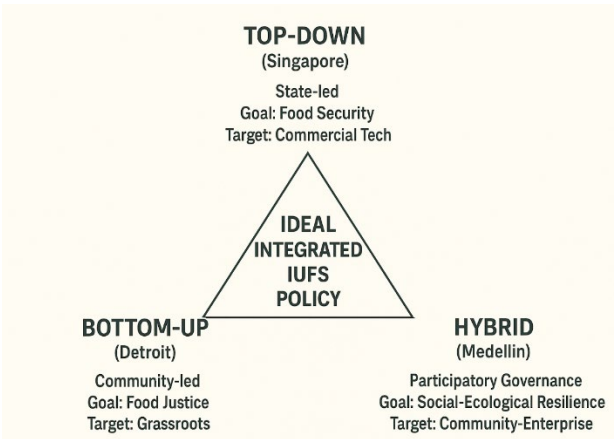 TOP-DOWN
(Singapore)
State-led
Goal: Food Security
Target: Commercial Tech
IDEAL
INTEGRATED
IUFS
POLICY
BOTTOM-UP
(Detroit)
Community-led
Goal: Food Justice
Target: Grassroots
HYBRID
(Medellin)
Participatory Governance
Goal: Social-Ecological Resilience
Target: Community-Enterprise